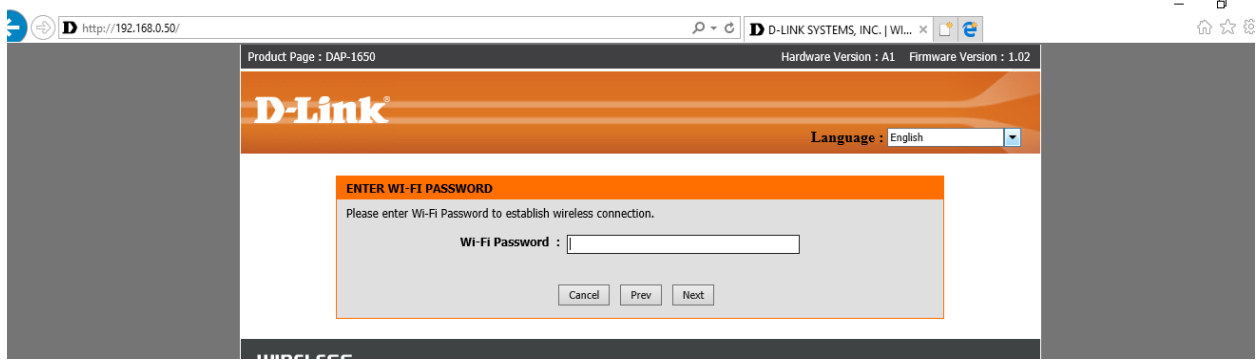 http://192.168.0.50/
D-LINK SYSTEMS, INC. | WI...
Product Page : DAP-1650
Hardware Version : A1 Firmware Version : 1.02
D-Link®
Language : English
ENTER WI-FI PASSWORD
Please enter Wi-Fi Password to establish wireless connection.
Wi-Fi Password :
Cancel Prev Next
WIRELESS